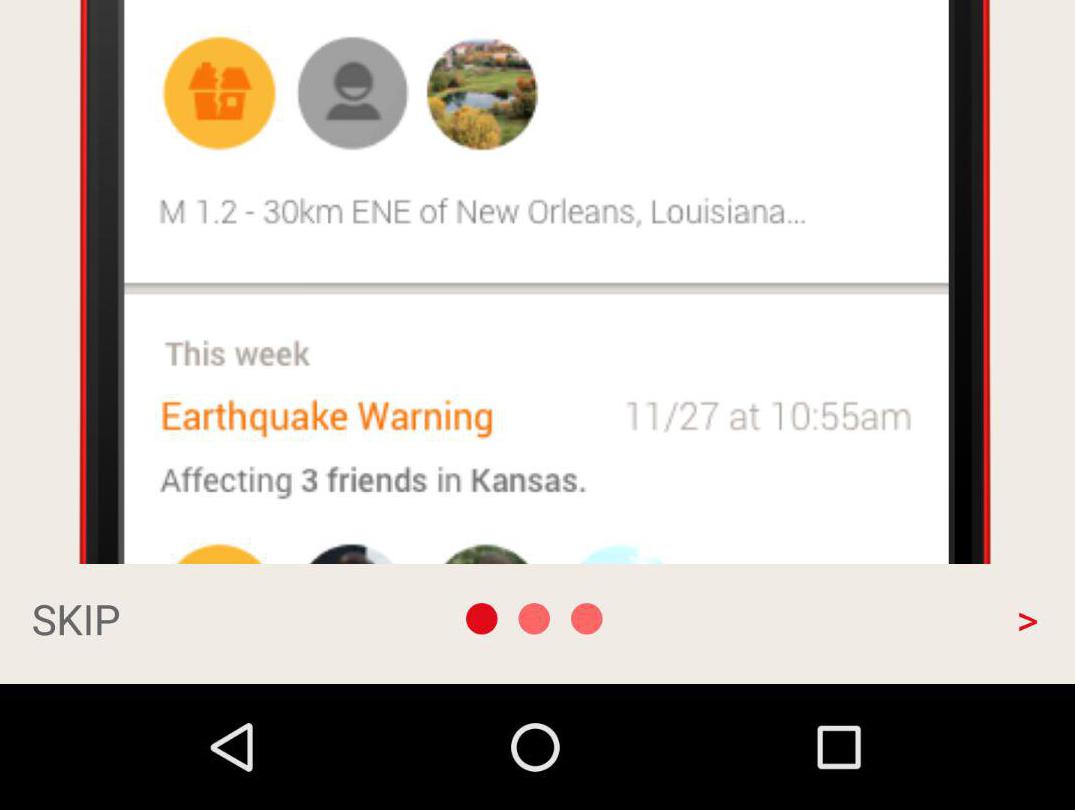 M 1.2 - 30km ENE of New Orleans, Louisiana...
This week
Earthquake Warning 11/27 at 10:55am
Affecting 3 friends in Kansas.
SKIP >